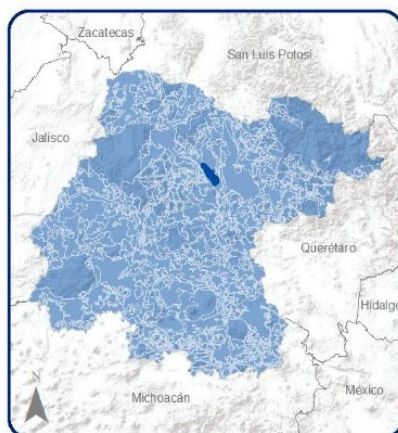 Zacatecas
San Luis Potosí
Jalisco
Querétaro
Hidalgo
N
México
Michoacán